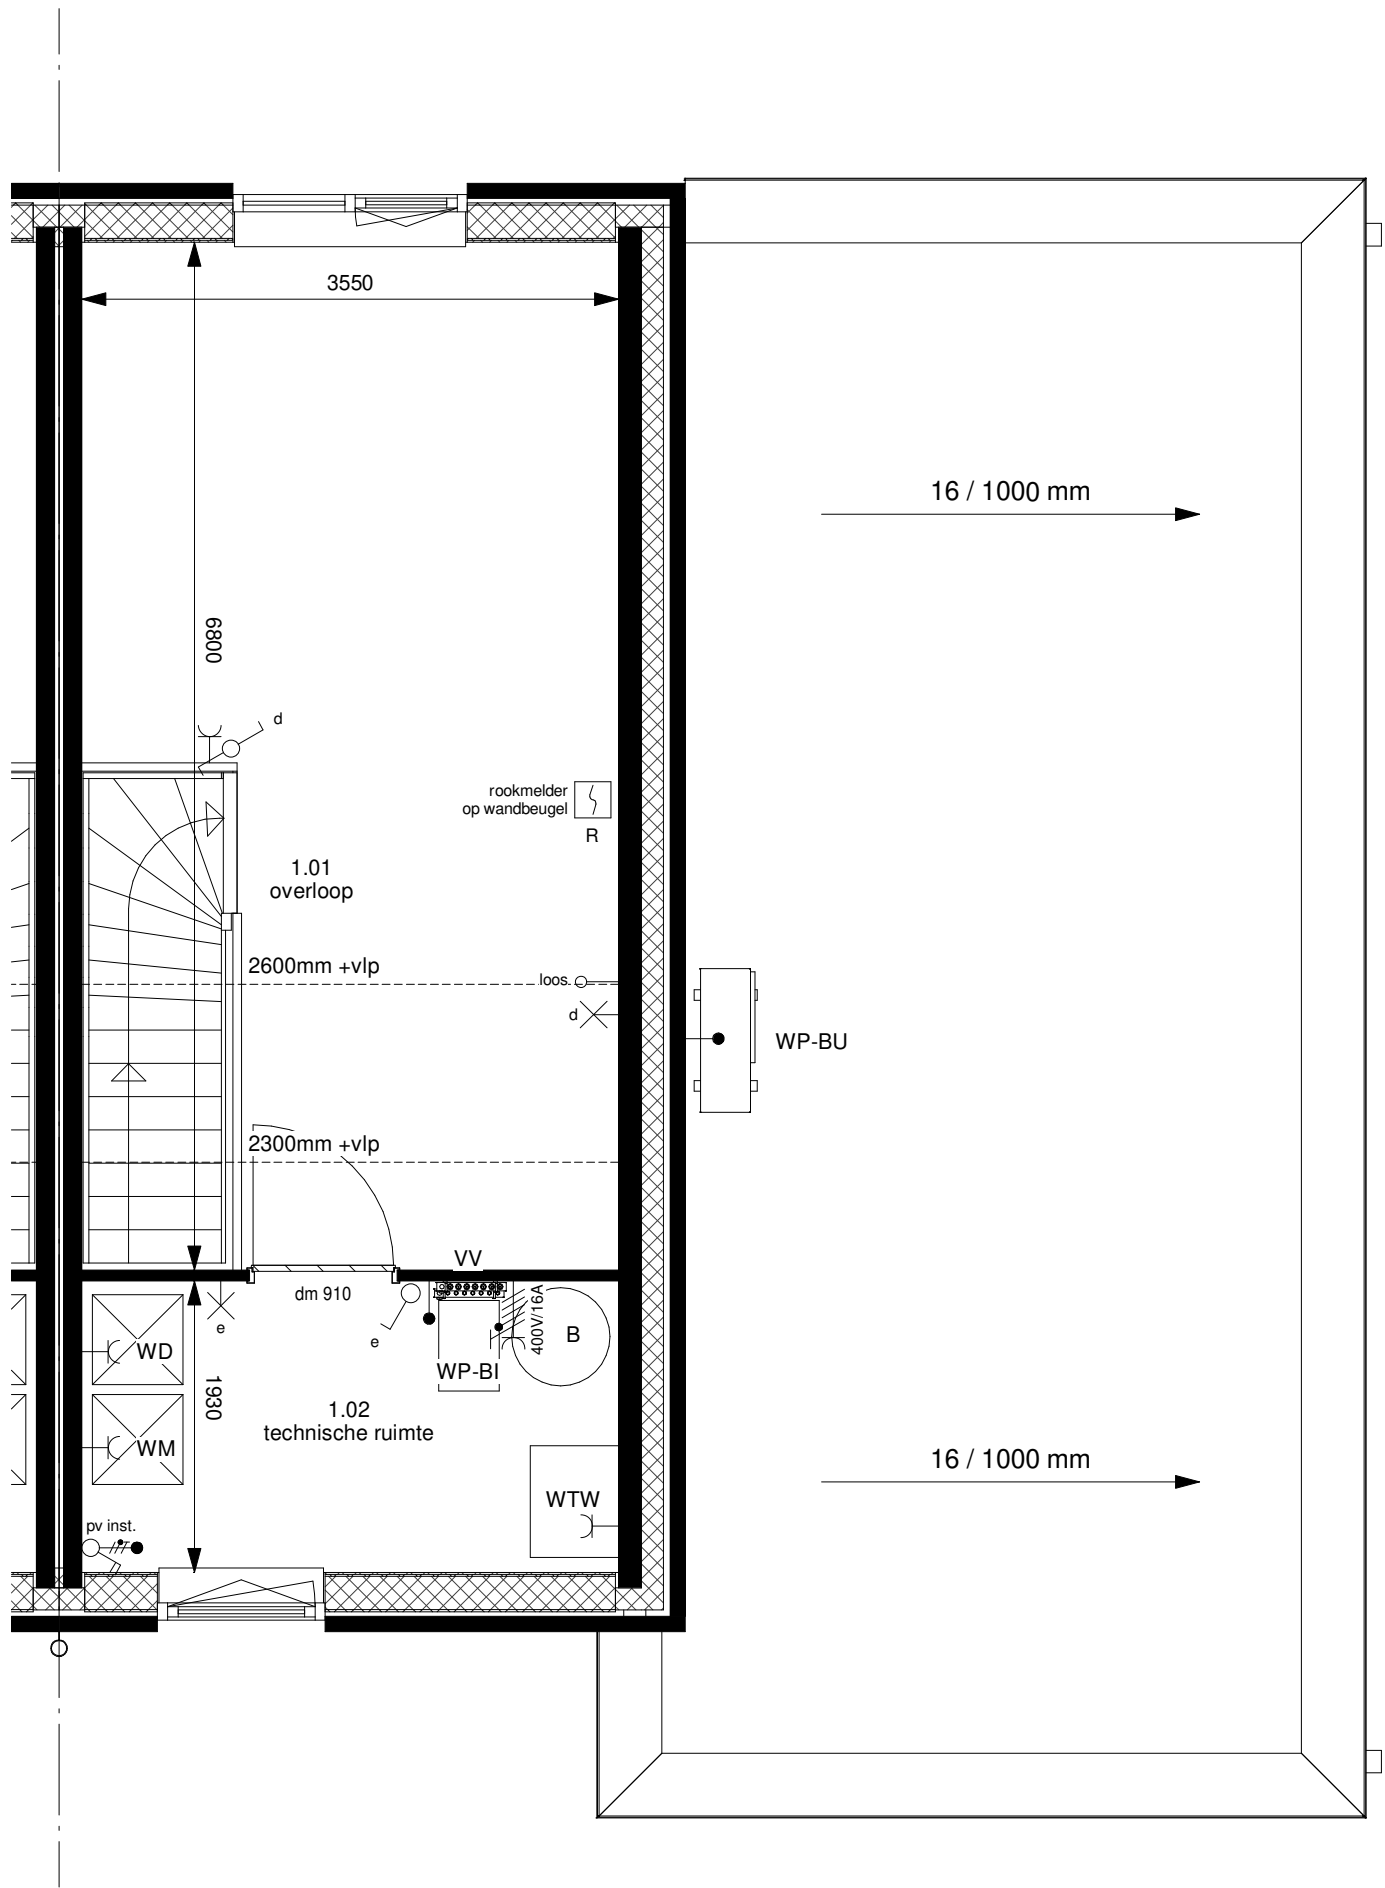 3550
16 / 1000 mm
6800
d
rookmelder
op wandbeugel
R
1.01
overloop
2600mm +vlp
loos
d
WP-BU
2300mm +vlp
VV
dm 910
400V/16A
e
e
B
WD
WP-BI
1930
1.02
technische ruimte
WM
16 / 1000 mm
WTW
pv inst.